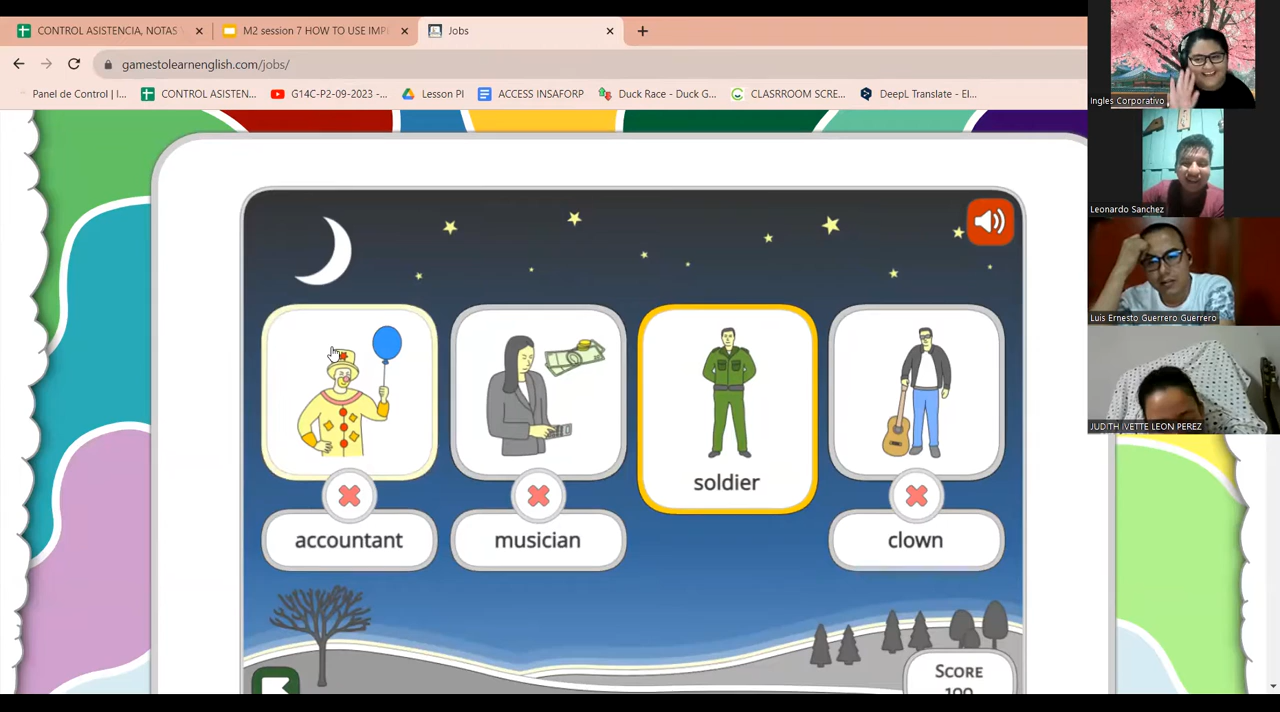 CONTROL ASISTENCIA, NOTAS
M2 session 7 HOW TO USE IMP
Jobs
gamestolearnenglish.com/jobs/
Panel de Control | I...
CONTROL ASISTEN...
G14C-P2-09-2023 -...
Lesson Pl
ACCESS INSAFORP
Duck Race - Duck G...
CLASRROOM SCRE...
DeepL Translate - El...
Ingles Corporativo
Leonardo Sanchez
Luis Ernesto Guerrero Guerrero
JUDITH IVETTE LEON PEREZ
soldier
accountant
musician
clown
SCORE
100